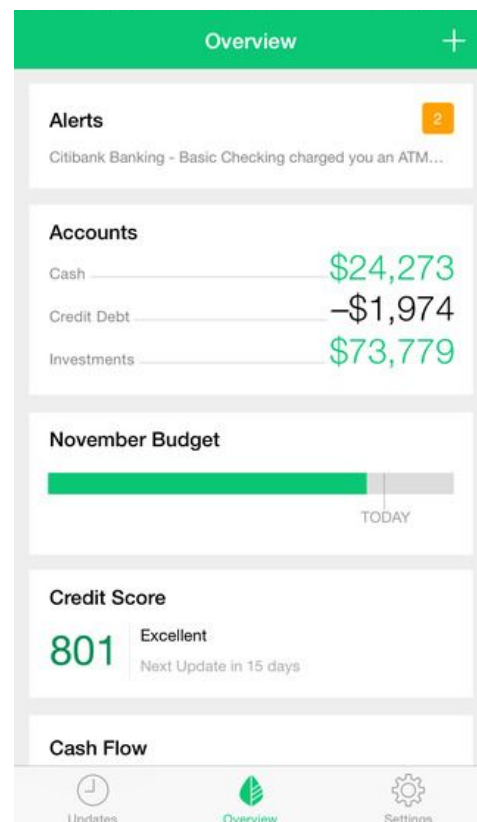 Overview
Alerts
2
Citibank Banking - Basic Checking charged you an ATM...
Accounts
Cash $24,273
Credit Debt –$1,974
Investments $73,779
November Budget
TODAY
Credit Score
801
Excellent
Next Update in 15 days
Cash Flow
Updates Overview Settings